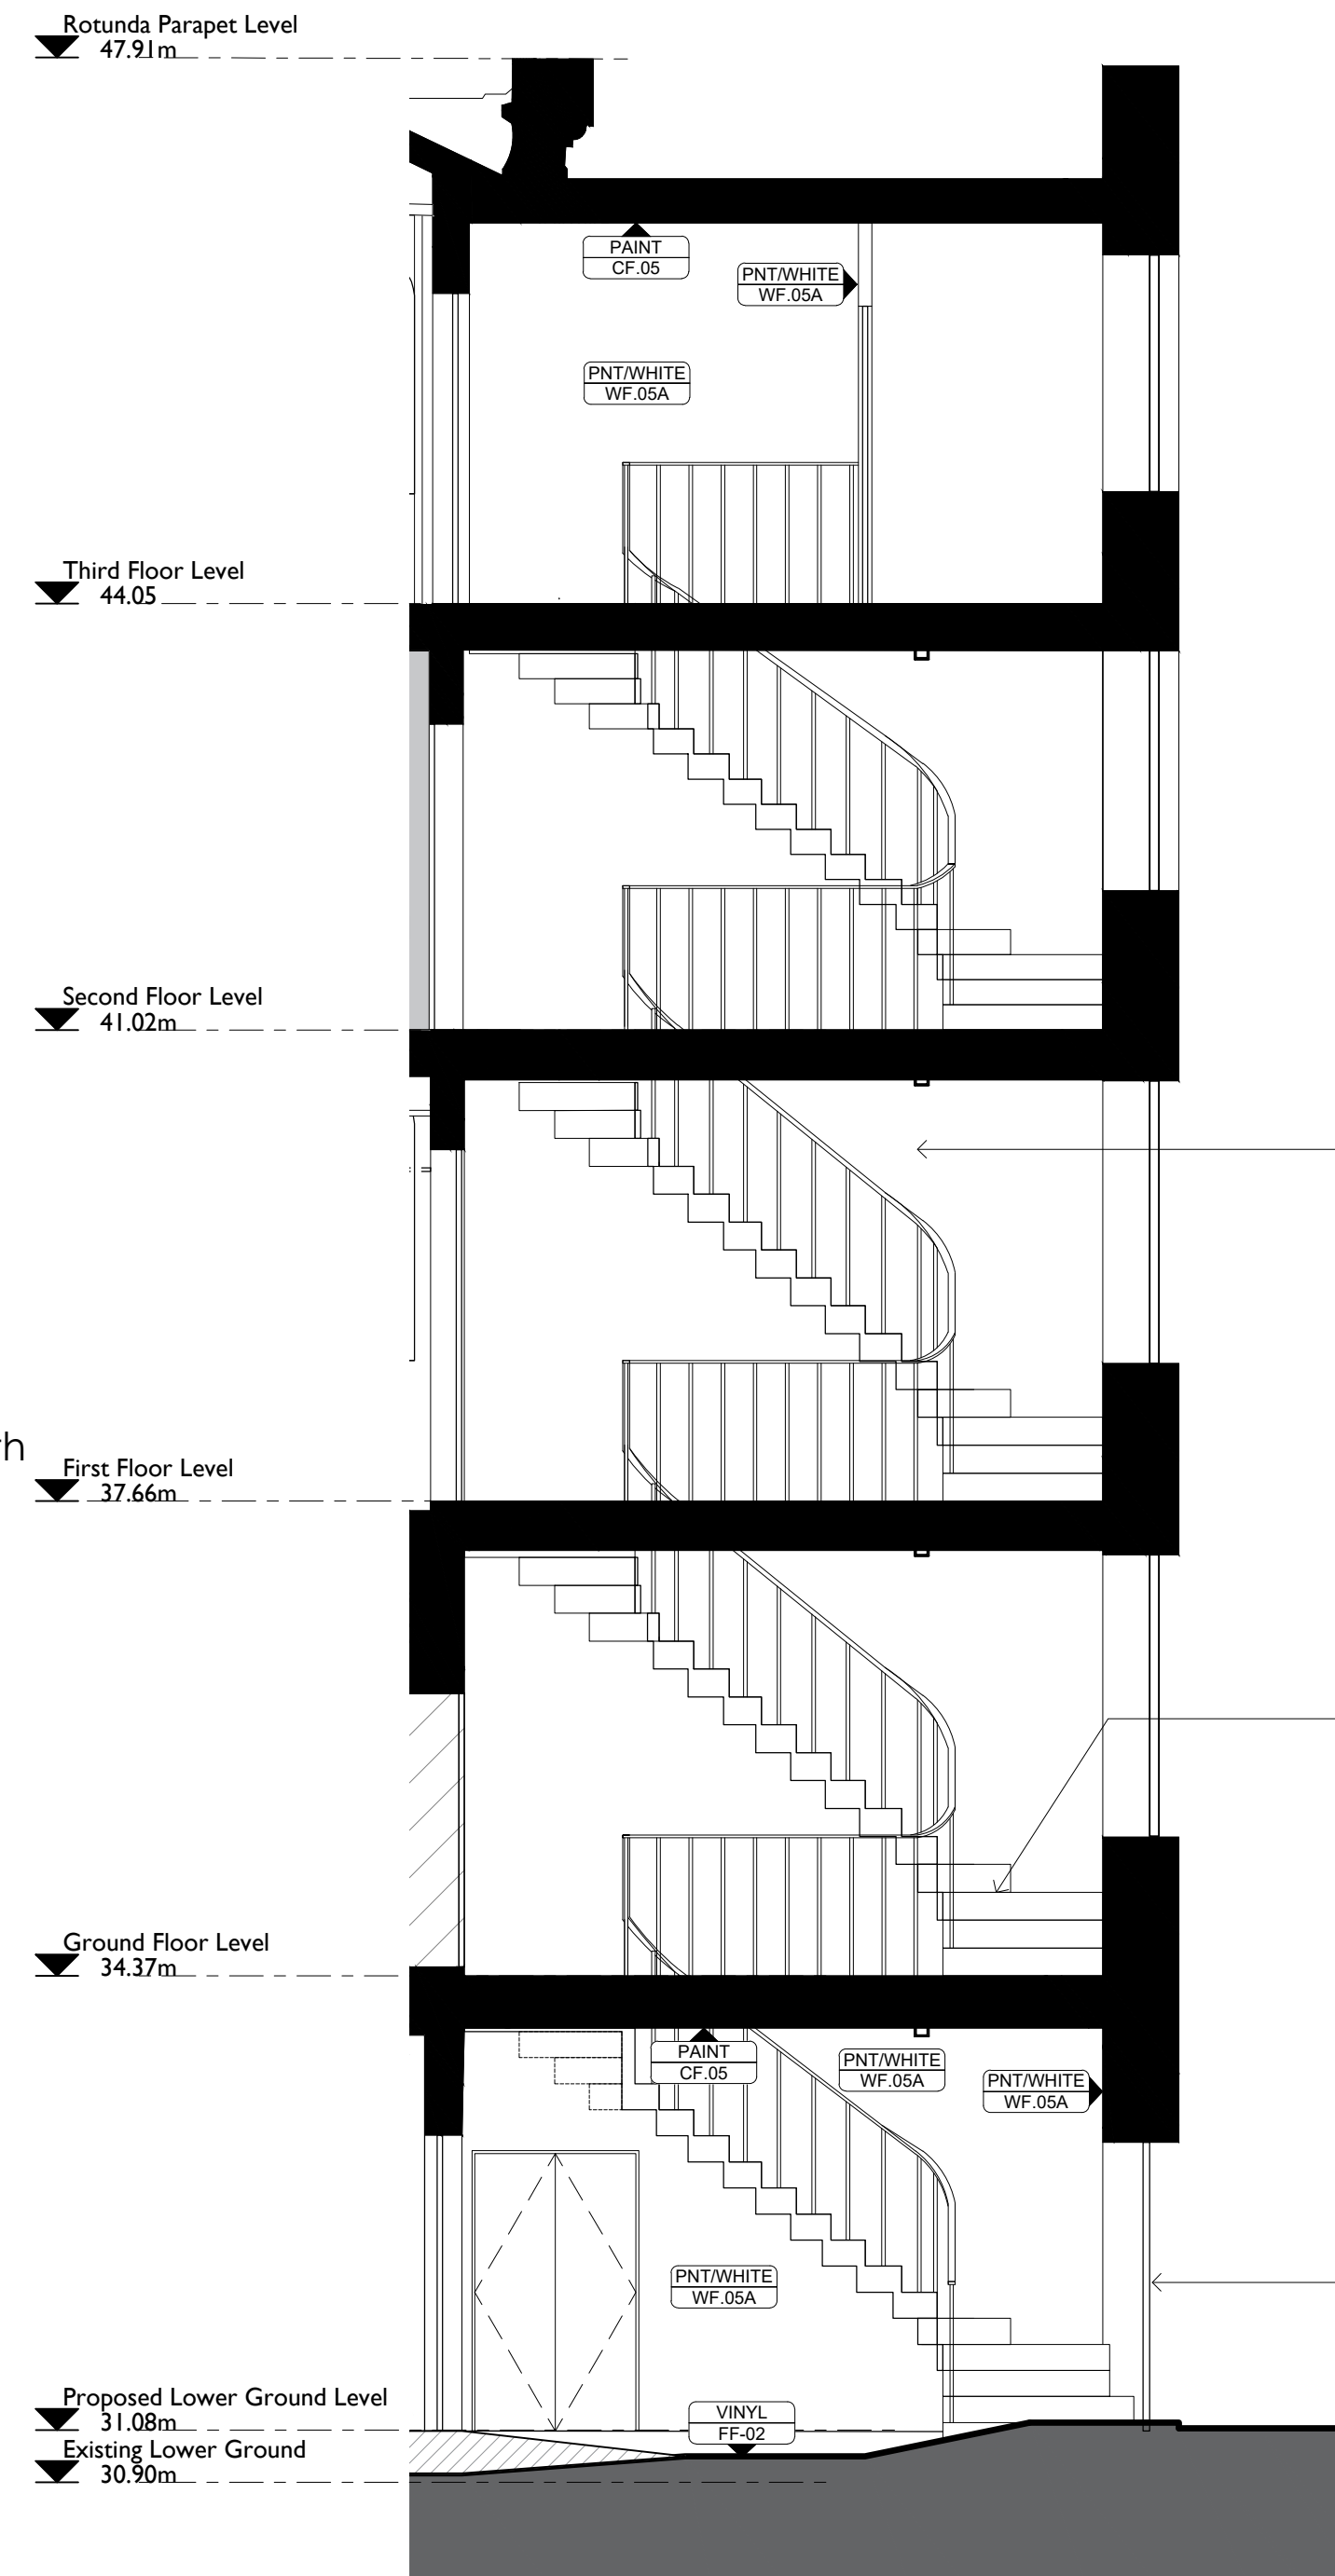 Rotunda Parapet Level
47.91m
PAINT
CF.05
PNT/WHITE
WF.05A
PNT/WHITE
WF.05A
Third Floor Level
44.05
Second Floor Level
41.02m
First Floor Level
37.66m
Ground Floor Level
34.37m
PAINT
CF.05
PNT/WHITE
WF.05A
PNT/WHITE
WF.05A
PNT/WHITE
WF.05A
Proposed Lower Ground Level
31.08m
VINYL
FF-02
Existing Lower Ground
30.90m